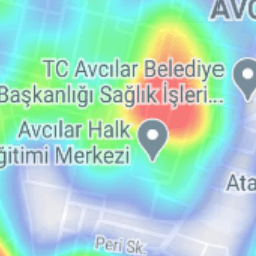 AVC
TC Avcılar Belediye
Başkanlığı Sağlık İşleri...
Avcılar Halk
ğitimi Merkezi
Ata
Peri Sk.